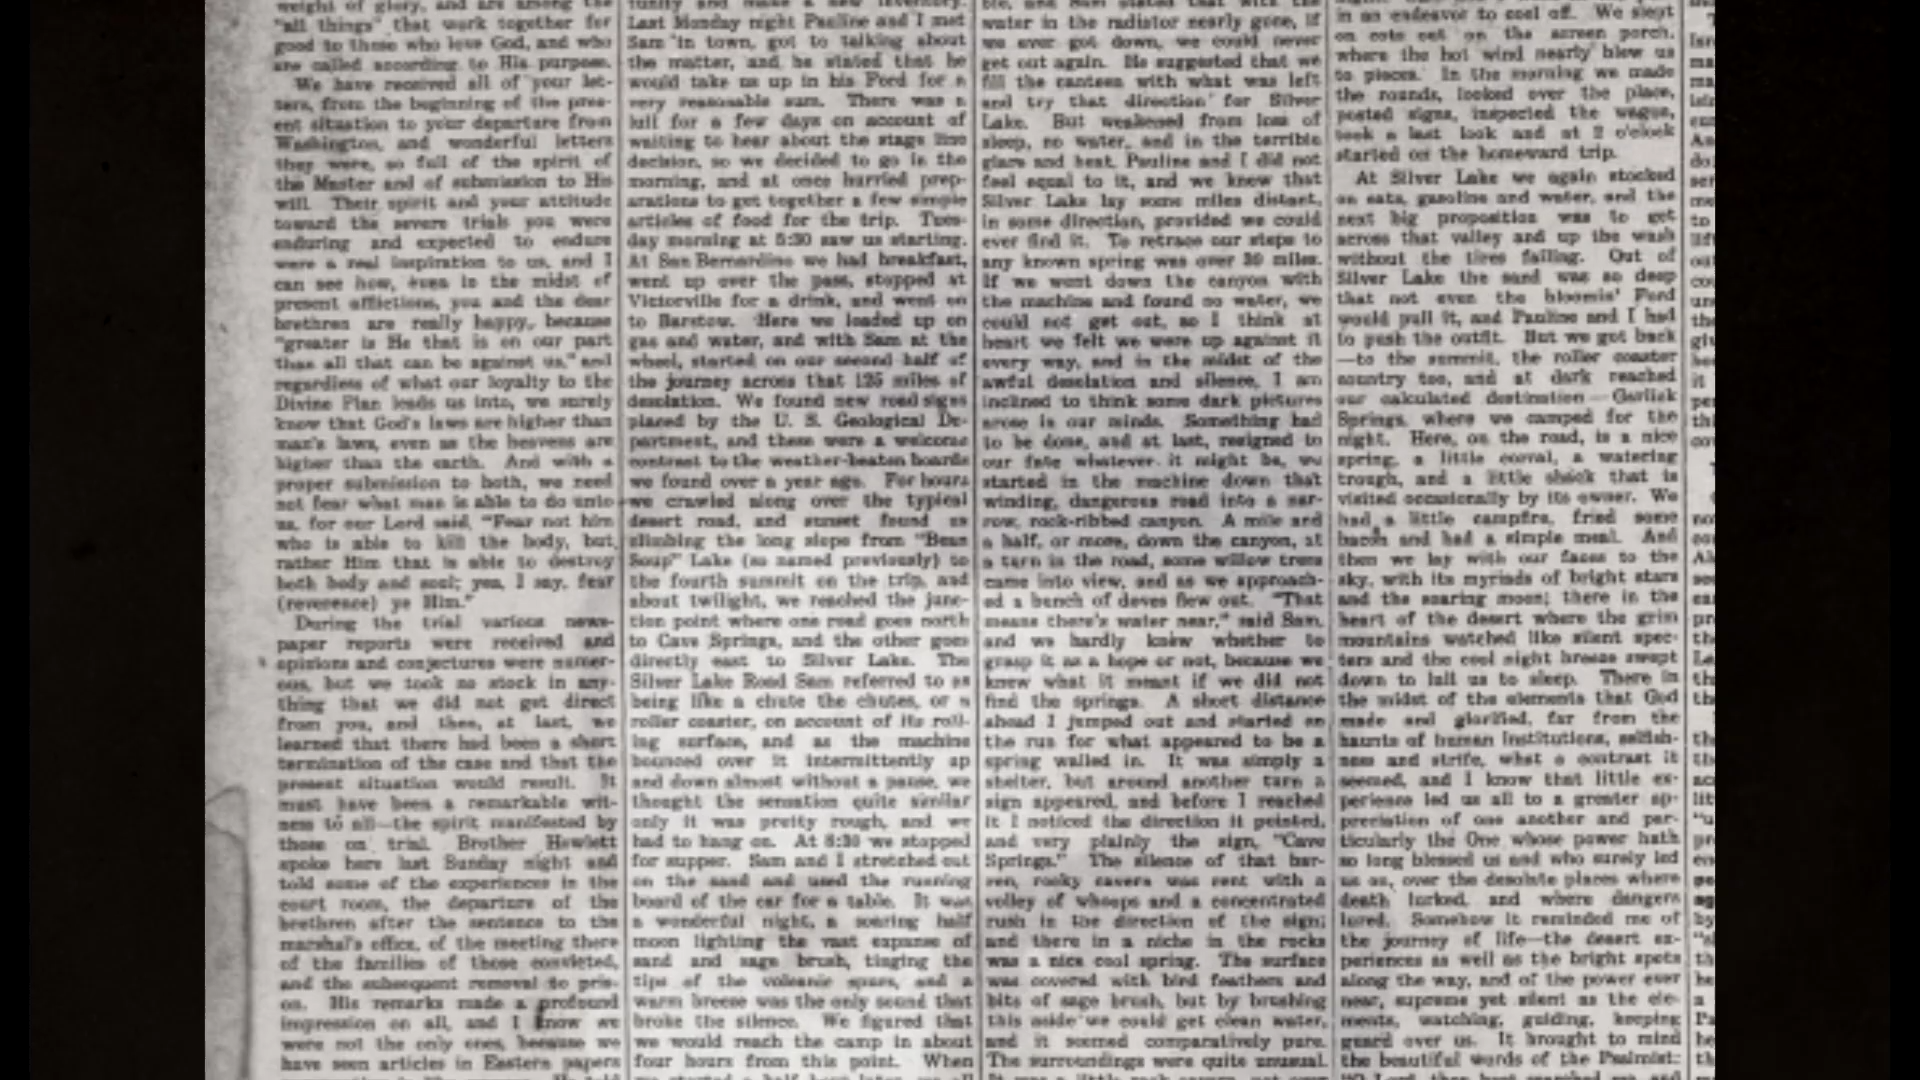 weight of glory, and are among the
"all things" that work together for
good to those who love God, and who
are called according to His purpose.
We have received all of your let-
ters, from the beginning of the pres-
ent situation to your departure from
Washington, and wonderful letters
they were, so full of the spirit of
the Master and of submission to His
will. Their spirit and your attitude
toward the severe trials you were
enduring and expected to endure
were a real inspiration to us, and I
can see how, even in the midst of
present afflictions, you and the dear
brethren are really happy, because
"greater is He that is on our part
than all that can be against us," and
regardless of what our loyalty to the
Divine Plan leads us into, we surely
know that God's laws are higher than
man's laws, even as the heavens are
higher than the earth. And with a
proper submission to both, we need
not fear what man is able to do unto
us, for our Lord said, "Fear not him
who is able to kill the body, but,
rather Him that is able to destroy
both body and soul; yea, I say, fear
(reverence) ye Him."
During the trial various news-
paper reports were received and
opinions and conjectures were numer-
ous, but we took no stock in any-
thing that we did not get direct
from you, and then, at last, we
learned that there had been a short
termination of the case and that the
present situation would result. It
must have been a remarkable wit-
ness to all—the spirit manifested by
those on trial. Brother Hewlett
spoke here last Sunday night and
told some of the experiences in the
court room, the departure of the
brethren after the sentence to the
marshal's office, of the meeting there
of the families of those convicted,
and the subsequent removal to pris-
on. His remarks made a profound
impression on all, and I know we
were not the only ones, because we
have seen articles in Eastern papers
Last Monday night Pauline and I met
Sam in town, got to talking about
the matter, and he stated that he
would take us up in his Ford for a
very reasonable sum. There was a
lull for a few days on account of
waiting to hear about the stage line
decision, so we decided to go in the
morning, and at once hurried prep-
arations to get together a few simple
articles of food for the trip. Tues-
day morning at 5:30 saw us starting.
At San Bernardino we had breakfast,
went up over the pass, stopped at
Victorville for a drink, and went on
to Barstow. Here we loaded up on
gas and water, and with Sam at the
wheel, started on our second half of
the journey across that 125 miles of
desolation. We found new road signs
placed by the U. S. Geological De-
partment, and these were a welcome
contrast to the weather-beaten boards
we found over a year ago. For hours
we crawled along over the typical
desert road, and sunset found us
climbing the long slope from "Bean
Soup" Lake (so named previously) to
the fourth summit on the trip, and
about twilight, we reached the junc-
tion point where one road goes north
to Cave Springs, and the other goes
directly east to Silver Lake. The
Silver Lake Road Sam referred to as
being like a chute the chutes, or a
roller coaster, on account of its roll-
ing surface, and as the machine
bounced over it intermittently up
and down almost without a pause, we
thought the sensation quite similar
only it was pretty rough, and we
had to hang on. At 8:30 we stopped
for supper. Sam and I stretched out
on the sand and used the running
board of the car for a table. It was
a wonderful night, a soaring half
moon lighting the vast expanse of
sand and sage brush, tinging the
tips of the volcanic spurs, and a
warm breeze was the only sound that
broke the silence. We figured that
we would reach the camp in about
four hours from this point. When
water in the radiator nearly gone, if
we ever got down, we could never
get out again. He suggested that we
fill the canteen with what was left
and try that direction for Silver
Lake. But weakened from loss of
sleep, no water, and in the terrible
glare and heat, Pauline and I did not
feel equal to it, and we knew that
Silver Lake lay some miles distant,
in some direction, provided we could
ever find it. To retrace our steps to
any known spring was over 30 miles.
If we went down the canyon with
the machine and found no water, we
could not get out, so I think at
heart we felt we were up against it
every way, and in the midst of the
awful desolation and silence, I am
inclined to think some dark pictures
arose in our minds. Something had
to be done, and at last, resigned to
our fate whatever it might be, we
started in the machine down that
winding, dangerous road into a nar-
row, rock-ribbed canyon. A mile and
a half, or more, down the canyon, at
a turn in the road, some willow trees
came into view, and as we approach-
ed a bunch of doves flew out. "That
means there's water near," said Sam,
and we hardly knew whether to
grasp it as a hope or not, because we
knew what it meant if we did not
find the springs. A short distance
ahead I jumped out and started on
the run for what appeared to be a
spring walled in. It was simply a
shelter, but around another turn a
sign appeared, and before I reached
it I noticed the direction it pointed,
and very plainly the sign, "Cave
Springs." The silence of that bar-
ren, rocky cavern was rent with a
volley of whoops and a concentrated
rush in the direction of the sign;
and there in a niche in the rocks
was a nice cool spring. The surface
was covered with bird feathers and
bits of sage brush, but by brushing
this aside we could get clean water,
and it seemed comparatively pure.
The surroundings were quite unusual.
in an endeavor to cool off. We slept
on cots out on the screen porch,
where the hot wind nearly blew us
to pieces. In the morning we made
the rounds, looked over the place,
posted signs, inspected the wagon,
took a last look and at 2 o'clock
started on the homeward trip.
At Silver Lake we again stocked
on eats, gasoline and water, and the
next big proposition was to get
across that valley and up the wash
without the tires failing. Out of
Silver Lake the sand was so deep
that not even the bloomin' Ford
would pull it, and Pauline and I had
to push the outfit. But we got back
—to the summit, the roller coaster
country too, and at dark reached
our calculated destination—Garlick
Springs, where we camped for the
night. Here, on the road, is a nice
spring, a little corral, a watering
trough, and a little shack that is
visited occasionally by its owner. We
had a little campfire, fried some
bacon and had a simple meal. And
then we lay with our faces to the
sky, with its myriads of bright stars
and the soaring moon; there in the
heart of the desert where the grim
mountains watched like silent spec-
ters and the cool night breeze swept
down to lull us to sleep. There in
the midst of the elements that God
made and glorified, far from the
haunts of human institutions, selfish-
ness and strife, what a contrast it
seemed, and I know that little ex-
perience led us all to a greater ap-
preciation of one another and par-
ticularly the One whose power hath
so long blessed us and who surely led
us on, over the desolate places where
death lurked, and where dangers
lured. Somehow it reminded me of
the journey of life—the desert ex-
periences as well as the bright spots
along the way, and of the power ever
near, supreme yet silent as the ele-
ments, watching, guiding, keeping
guard over us. It brought to mind
the beautiful words of the Psalmist: